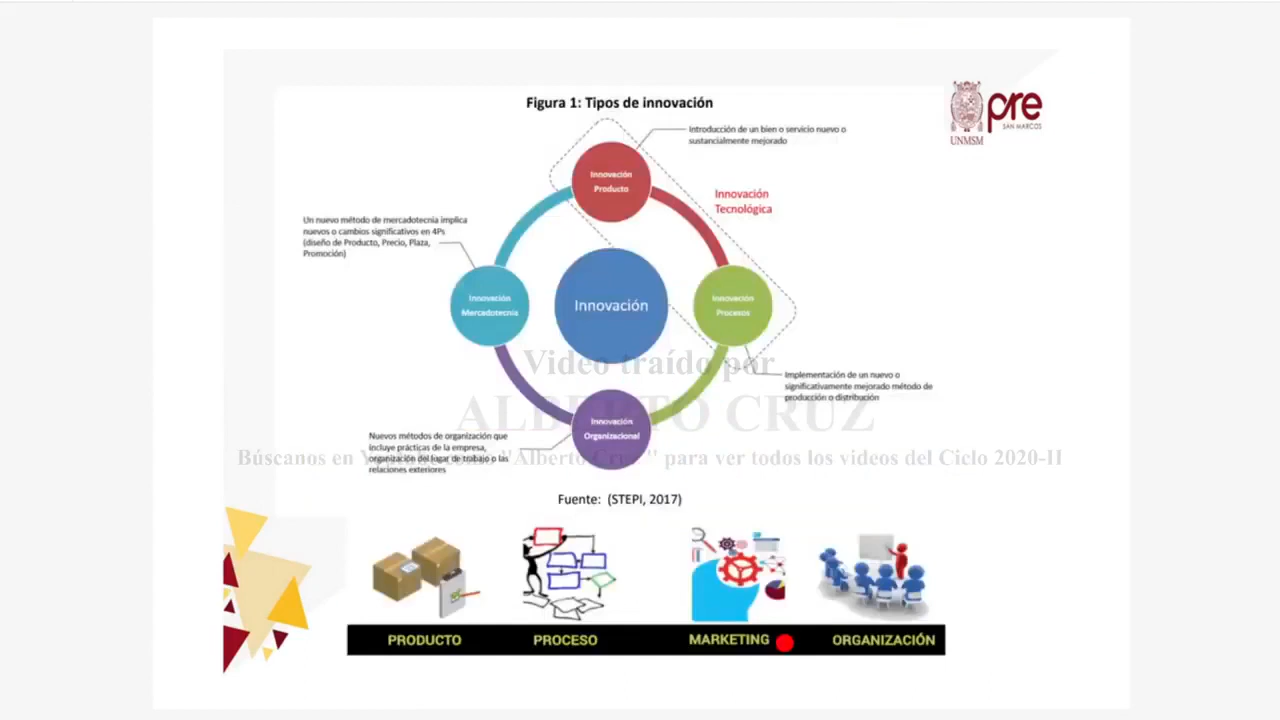 Figura 1: Tipos de innovación
pre
SAN MARCOS
UNMSM
Introducción de un bien o servicio nuevo o
sustancialmente mejorado
Innovación
Producto
Innovación
Tecnológica
Un nuevo método de mercadotecnia implica
nuevos o cambios significativos en 4Ps
(diseño de Producto, Precio, Plaza,
Promoción)
Innovación
Mercadotecnia
Innovación
Innovación
Procesos
Video traído por
ALBERTO CRUZ
Implementación de un nuevo o
significativamente mejorado método de
producción o distribución
Innovación
Organizacional
Nuevos métodos de organización que
incluye prácticas de la empresa,
organización del lugar de trabajo o las
relaciones exteriores
Búscanos en "Alberto Cruz" para ver todos los videos del Ciclo 2020-II
Fuente: (STEPI, 2017)
PRODUCTO
PROCESO
MARKETING
ORGANIZACIÓN